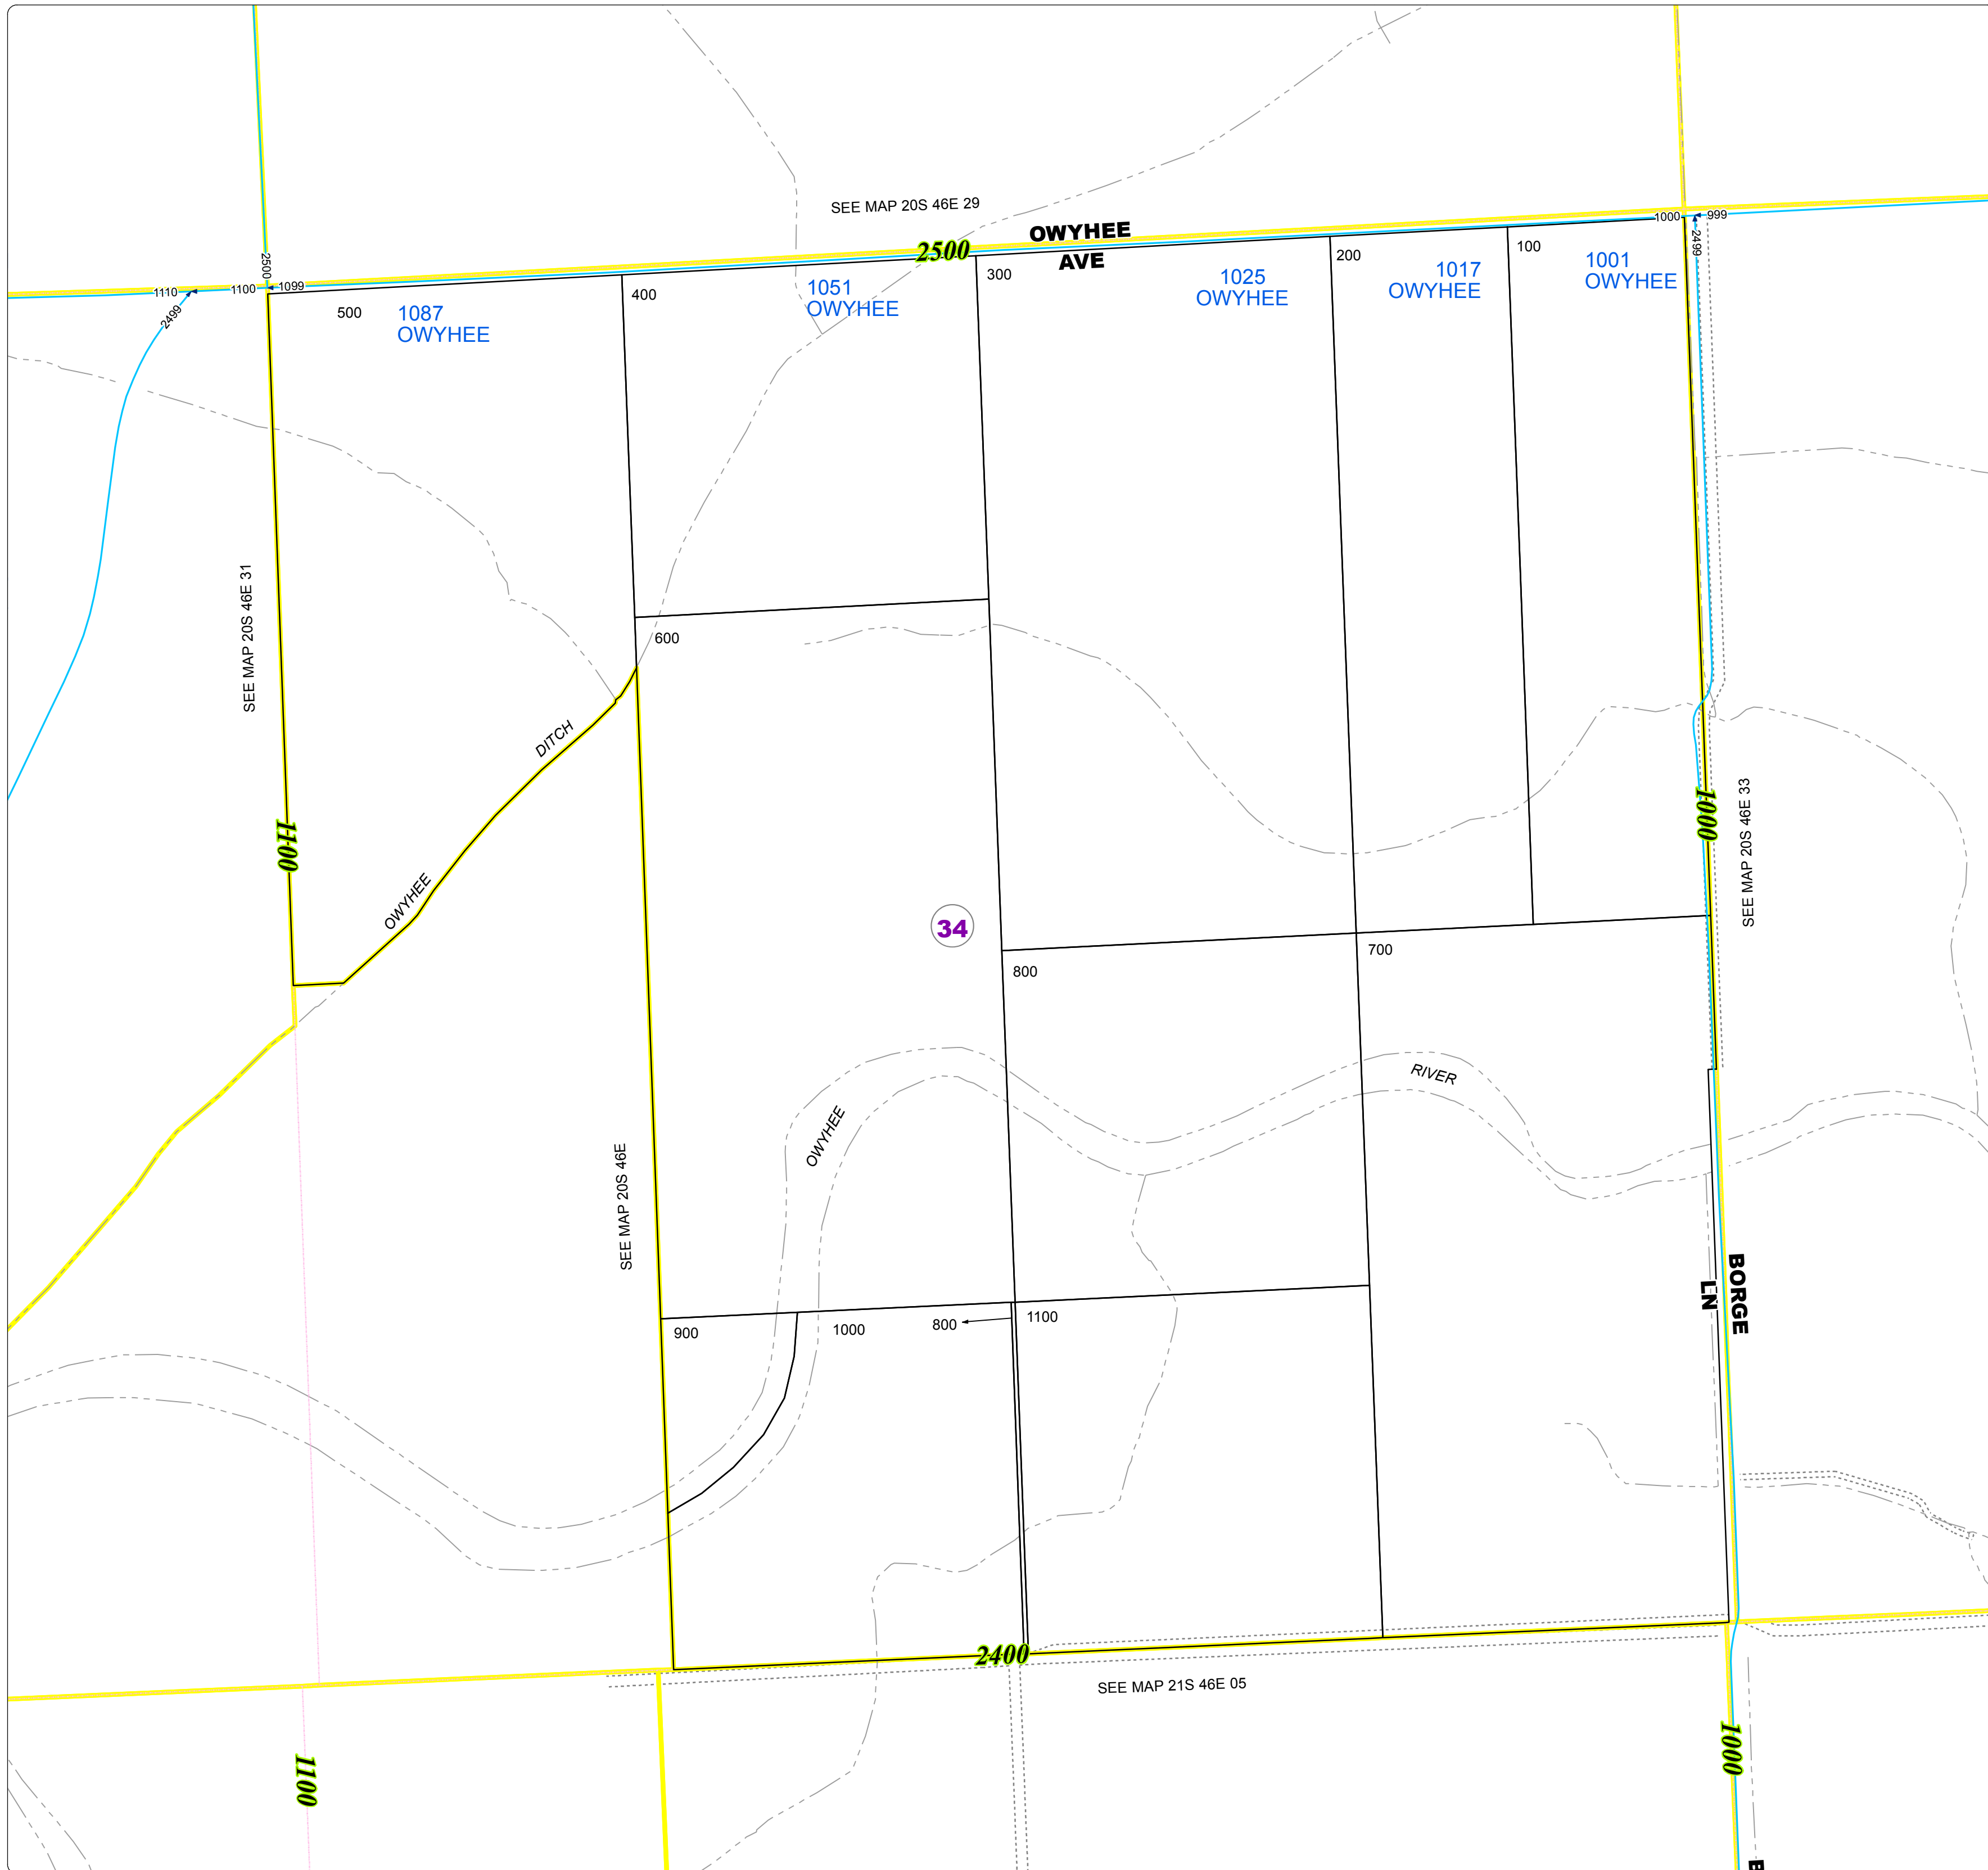 SEE MAP 20S 46E 29
OWYHEE
AVE
2500
1000
999
2499
2500
1110
1100
1099
2499
500
1087
OWYHEE
400
1051
OWYHEE
300
1025
OWYHEE
200
1017
OWYHEE
100
1001
OWYHEE
SEE MAP 20S 46E 31
600
DITCH
OWYHEE
1100
1000
SEE MAP 20S 46E 33
34
800
700
RIVER
OWYHEE
SEE MAP 20S 46E
BORGE
LN
900
1000
800
1100
2400
SEE MAP 21S 46E 05
1100
1000